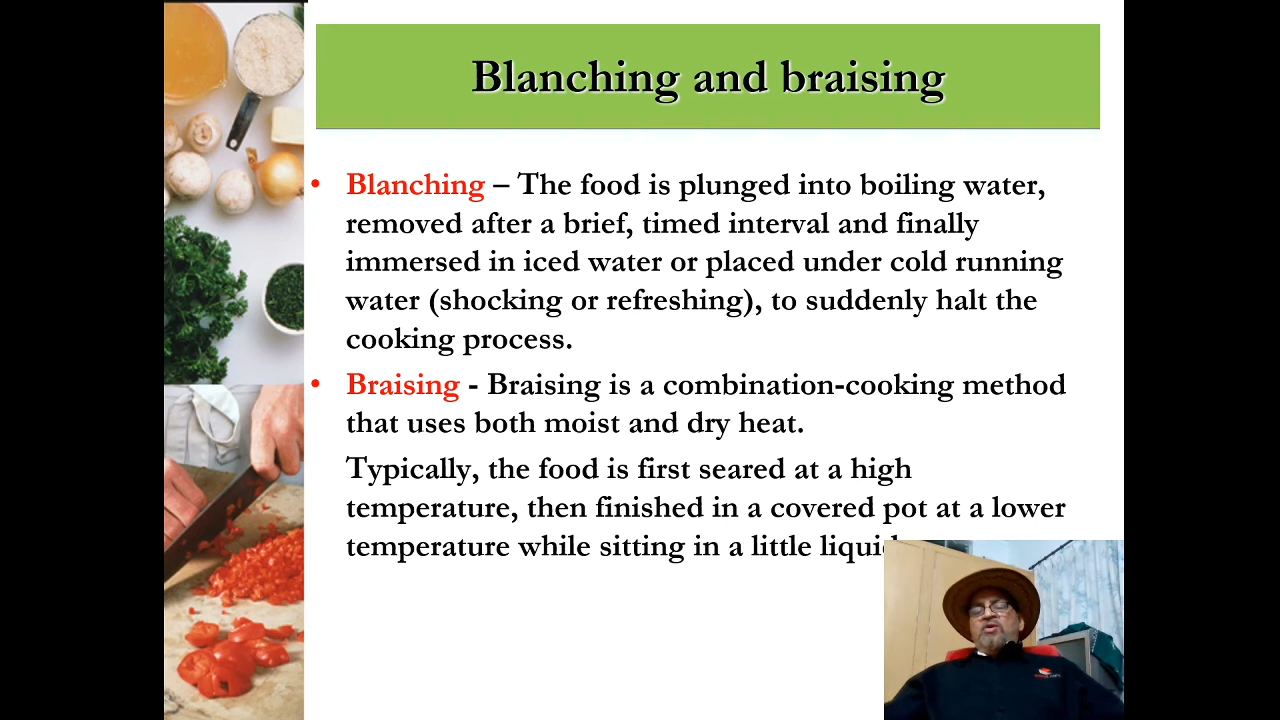 Blanching and braising
• Blanching – The food is plunged into boiling water,
removed after a brief, timed interval and finally
immersed in iced water or placed under cold running
water (shocking or refreshing), to suddenly halt the
cooking process.
• Braising - Braising is a combination-cooking method
that uses both moist and dry heat.
Typically, the food is first seared at a high
temperature, then finished in a covered pot at a lower
temperature while sitting in a little